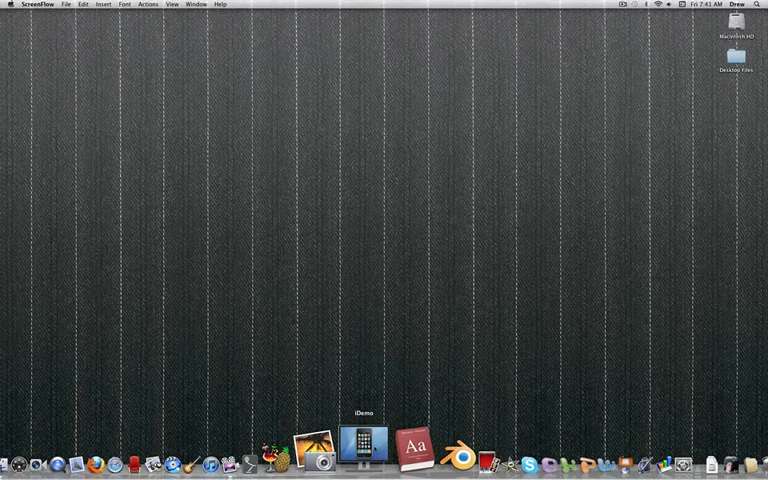 ScreenFlow File Edit Insert Font Actions View Window Help Fri 7:41 AM Drew
Macintosh HD
Desktop Files
iDemo
Aa